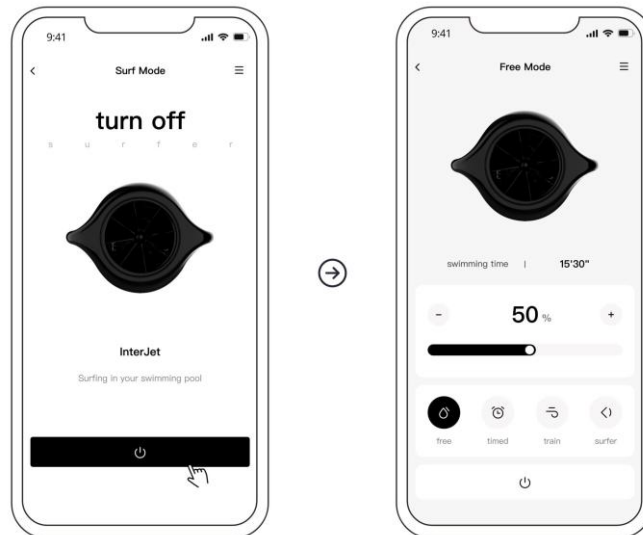 9:41
Surf Mode
turn off
s u r f e r
InterJet
Surfing in your swimming pool
9:41
Free Mode
swimming time | 15'30"
- 50 % +
free timed train surfer